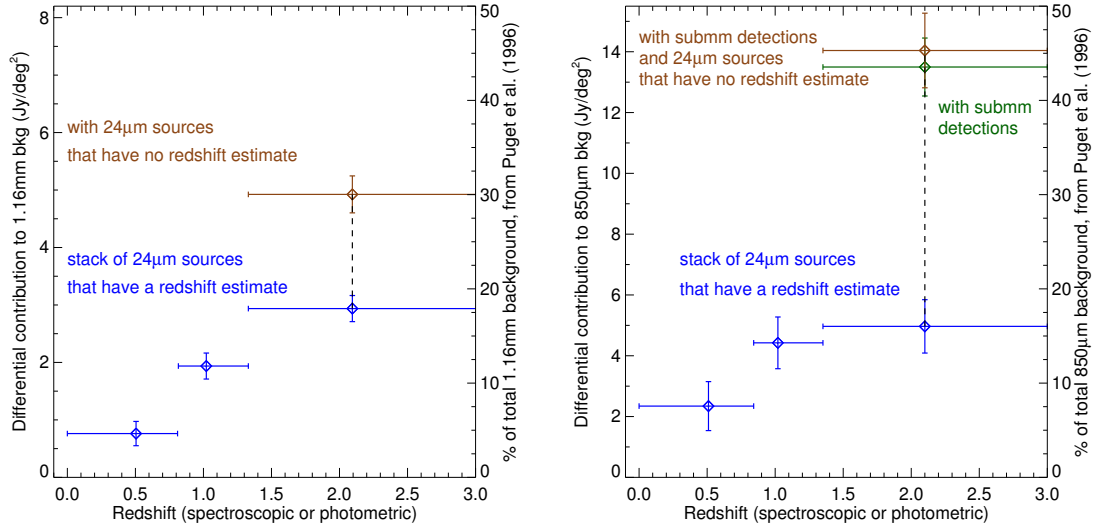 Differential contribution to 1.16mm bkg (Jy/deg²)
8
6
4
2
0
with 24μm sources
that have no redshift estimate
stack of 24μm sources
that have a redshift estimate
50
40
30
20
10
0
% of total 1.16mm background, from Puget et al. (1996)
0.0 0.5 1.0 1.5 2.0 2.5 3.0
Redshift (spectroscopic or photometric)
Differential contribution to 850μm bkg (Jy/deg²)
14
12
10
8
6
4
2
0
with submm detections
and 24μm sources
that have no redshift estimate
with submm
detections
stack of 24μm sources
that have a redshift estimate
50
40
30
20
10
0
% of total 850μm background, from Puget et al. (1996)
0.0 0.5 1.0 1.5 2.0 2.5 3.0
Redshift (spectroscopic or photometric)